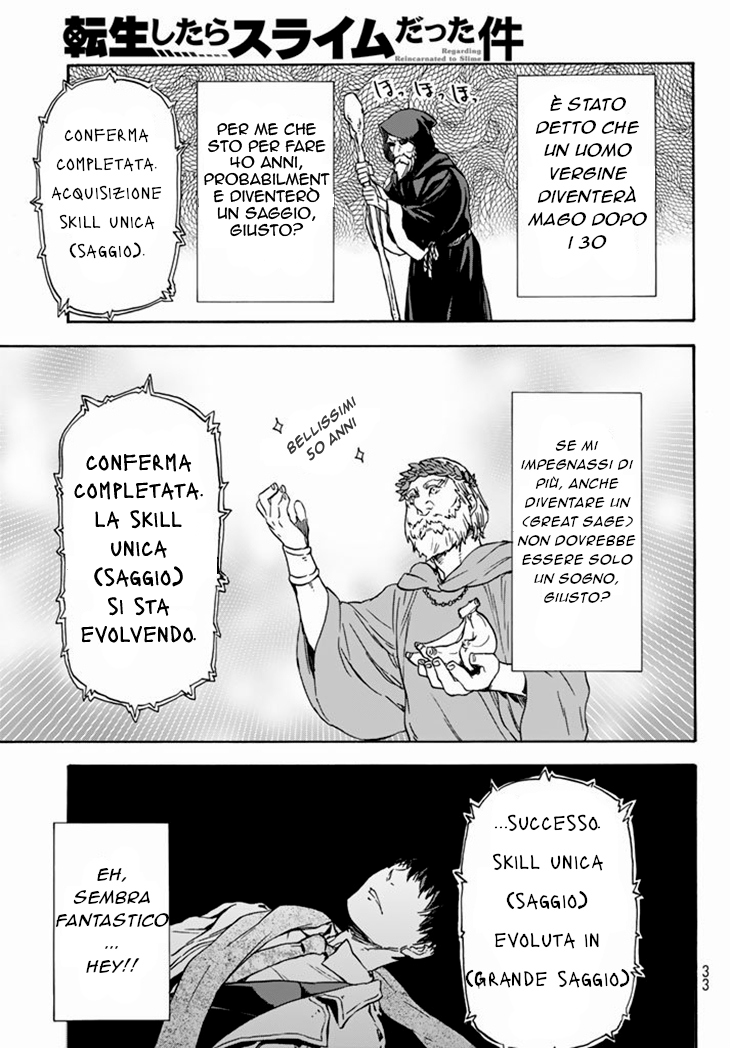 転生したらスライムだった件
Regarding
Reincarnated to Slime
È STATO
DETTO CHE
UN UOMO
VERGINE
DIVENTERÀ
MAGO DOPO
I 30
ほっほっほっ
PER ME CHE
STO PER FARE
40 ANNI,
PROBABILMENT
E DIVENTERÒ
UN SAGGIO,
GIUSTO?
CONFERMA
COMPLETATA.
ACQUISIZIONE
SKILL UNICA
(SAGGIO).
SE MI
IMPEGNASSI DI
PIÙ, ANCHE
DIVENTARE UN
(GREAT SAGE)
NON DOVREBBE
ESSERE SOLO
UN SOGNO,
GIUSTO?
BELLISSIMI
50 ANNI
CONFERMA
COMPLETATA.
LA SKILL
UNICA
(SAGGIO)
SI STA
EVOLVENDO.
...SUCCESSO.
SKILL UNICA
(SAGGIO)
EVOLUTA IN
(GRANDE SAGGIO)
EH,
SEMBRA
FANTASTICO
...
HEY!!
33